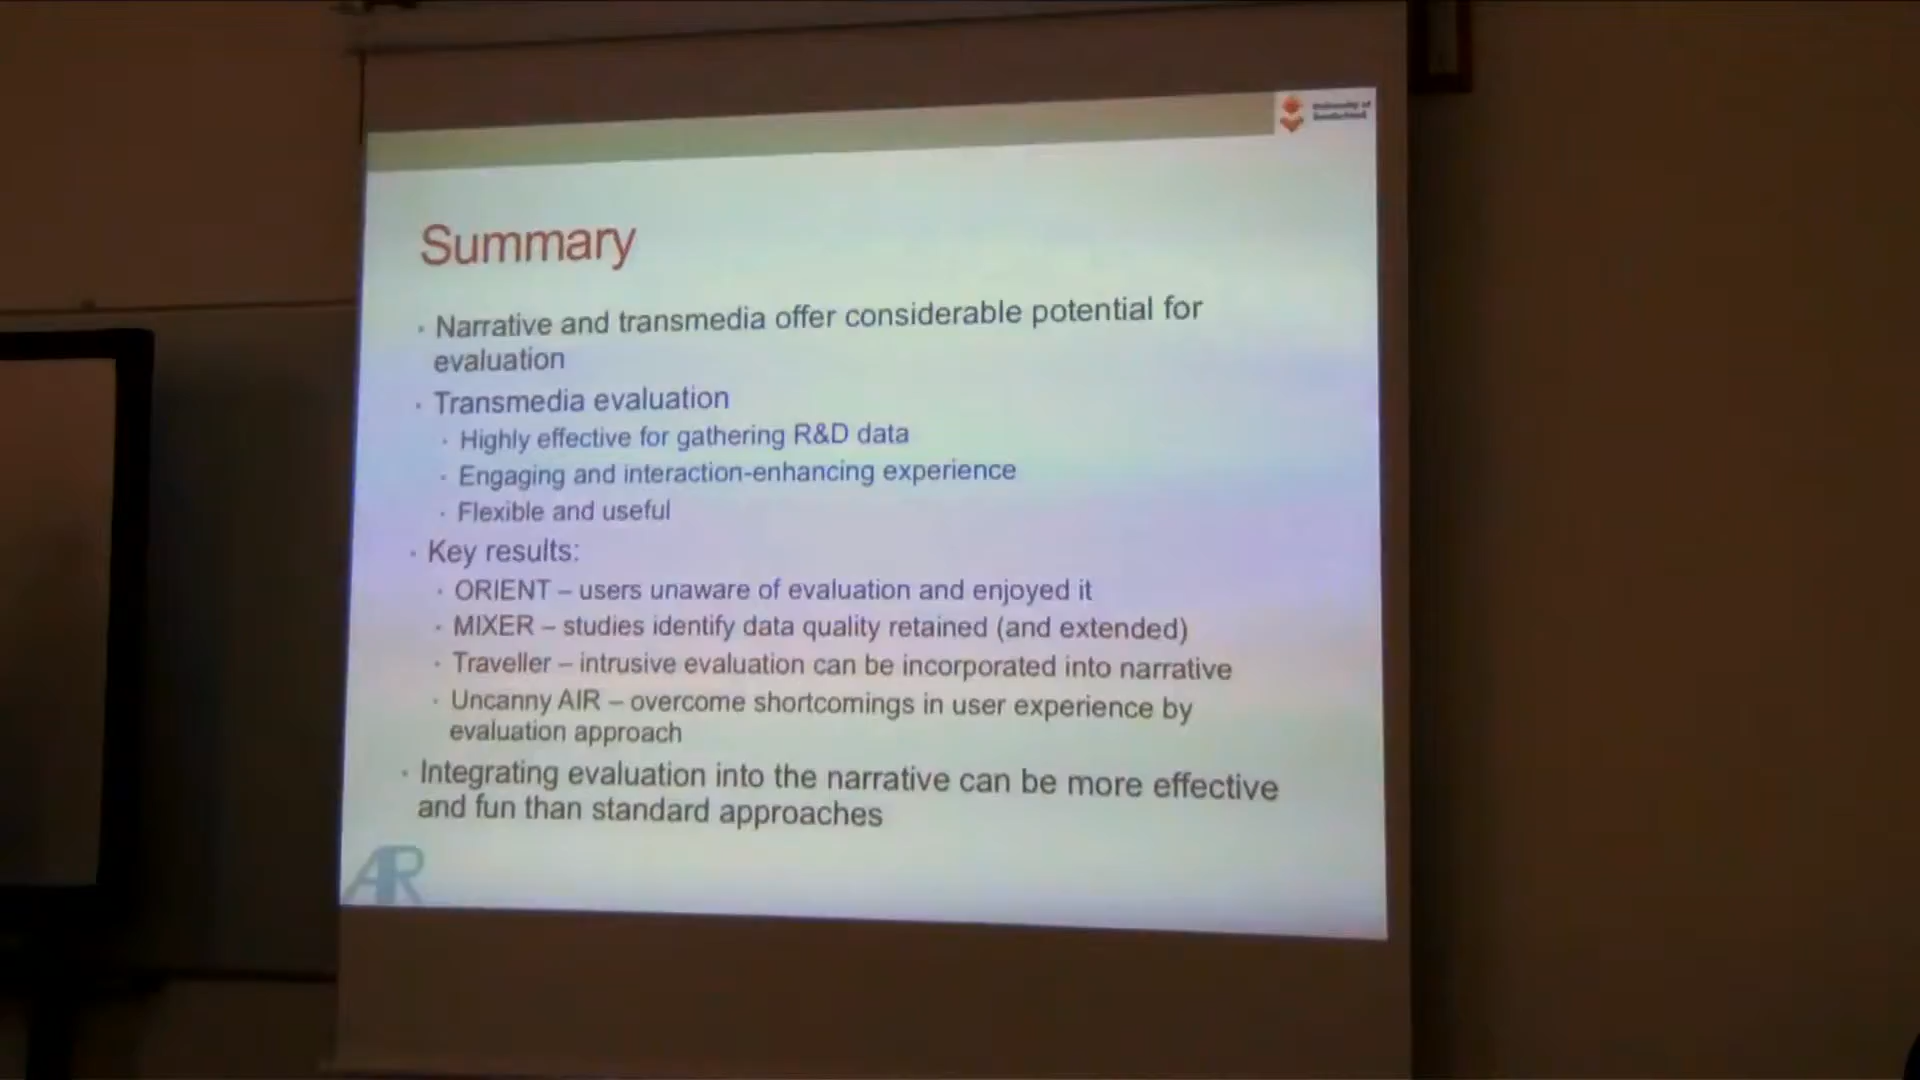 University of
Summary
· Narrative and transmedia offer considerable potential for
evaluation
· Transmedia evaluation
· Highly effective for gathering R&D data
· Engaging and interaction-enhancing experience
· Flexible and useful
· Key results:
· ORIENT – users unaware of evaluation and enjoyed it
· MIXER – studies identify data quality retained (and extended)
· Traveller – intrusive evaluation can be incorporated into narrative
· Uncanny AIR – overcome shortcomings in user experience by
evaluation approach
· Integrating evaluation into the narrative can be more effective
and fun than standard approaches
AIR